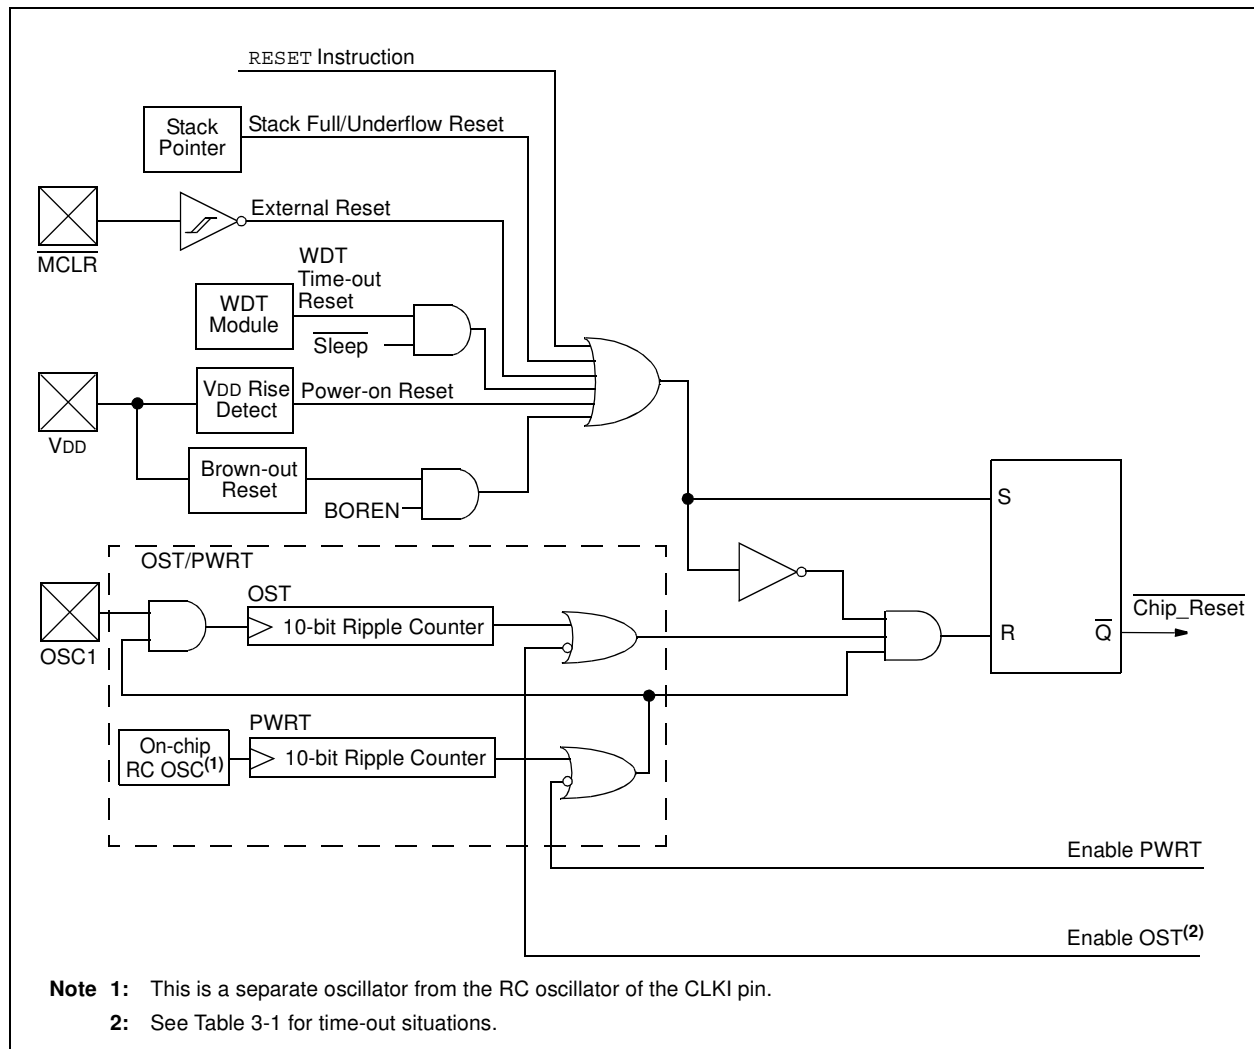 RESET Instruction
Stack
Pointer
Stack Full/Underflow Reset
External Reset
MCLR
WDT
Time-out
Reset
WDT
Module
Sleep
VDD Rise
Detect
Power-on Reset
VDD
Brown-out
Reset
BOREN
S
OST/PWRT
OST
10-bit Ripple Counter
OSC1
Chip_Reset
R
Q
PWRT
On-chip
RC OSC(1)
10-bit Ripple Counter
Enable PWRT
Enable OST(2)
Note 1: This is a separate oscillator from the RC oscillator of the CLKI pin.
2: See Table 3-1 for time-out situations.